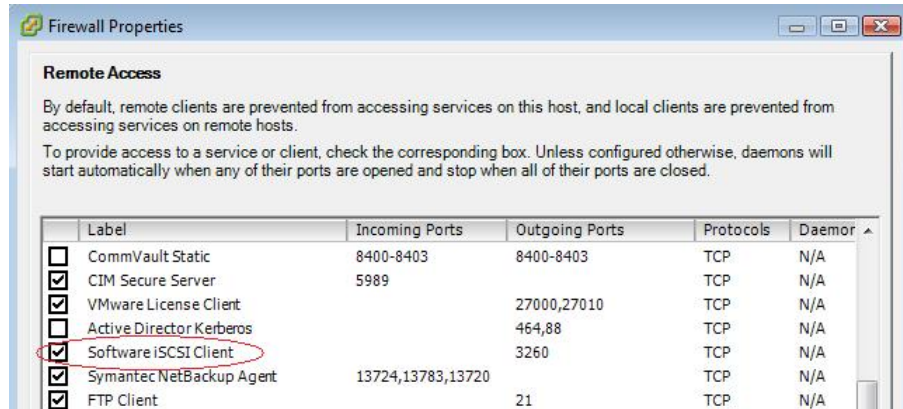 Firewall Properties
Remote Access
By default, remote clients are prevented from accessing services on this host, and local clients are prevented from
accessing services on remote hosts.
To provide access to a service or client, check the corresponding box. Unless configured otherwise, daemons will
start automatically when any of their ports are opened and stop when all of their ports are closed.
Label Incoming Ports Outgoing Ports Protocols Daemor
CommVault Static 8400-8403 8400-8403 TCP N/A
CIM Secure Server 5989 TCP N/A
VMware License Client 27000,27010 TCP N/A
Active Director Kerberos 464,88 TCP N/A
Software iSCSI Client 3260 TCP N/A
Symantec NetBackup Agent 13724,13783,13720 TCP N/A
FTP Client 21 TCP N/A